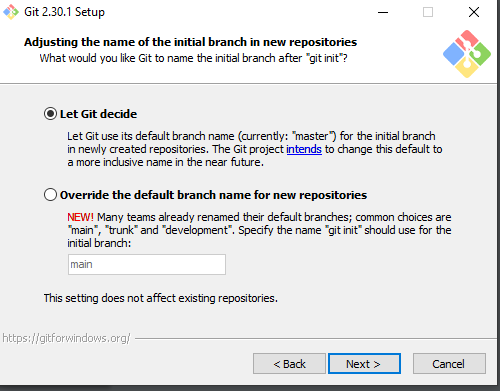 Git 2.30.1 Setup
Adjusting the name of the initial branch in new repositories
What would you like Git to name the initial branch after "git init"?
Let Git decide
Let Git use its default branch name (currently: "master") for the initial branch
in newly created repositories. The Git project intends to change this default to
a more inclusive name in the near future.
Override the default branch name for new repositories
NEW! Many teams already renamed their default branches; common choices are
"main", "trunk" and "development". Specify the name "git init" should use for the
initial branch:
main
This setting does not affect existing repositories.
https://gitforwindows.org/
< Back
Next >
Cancel